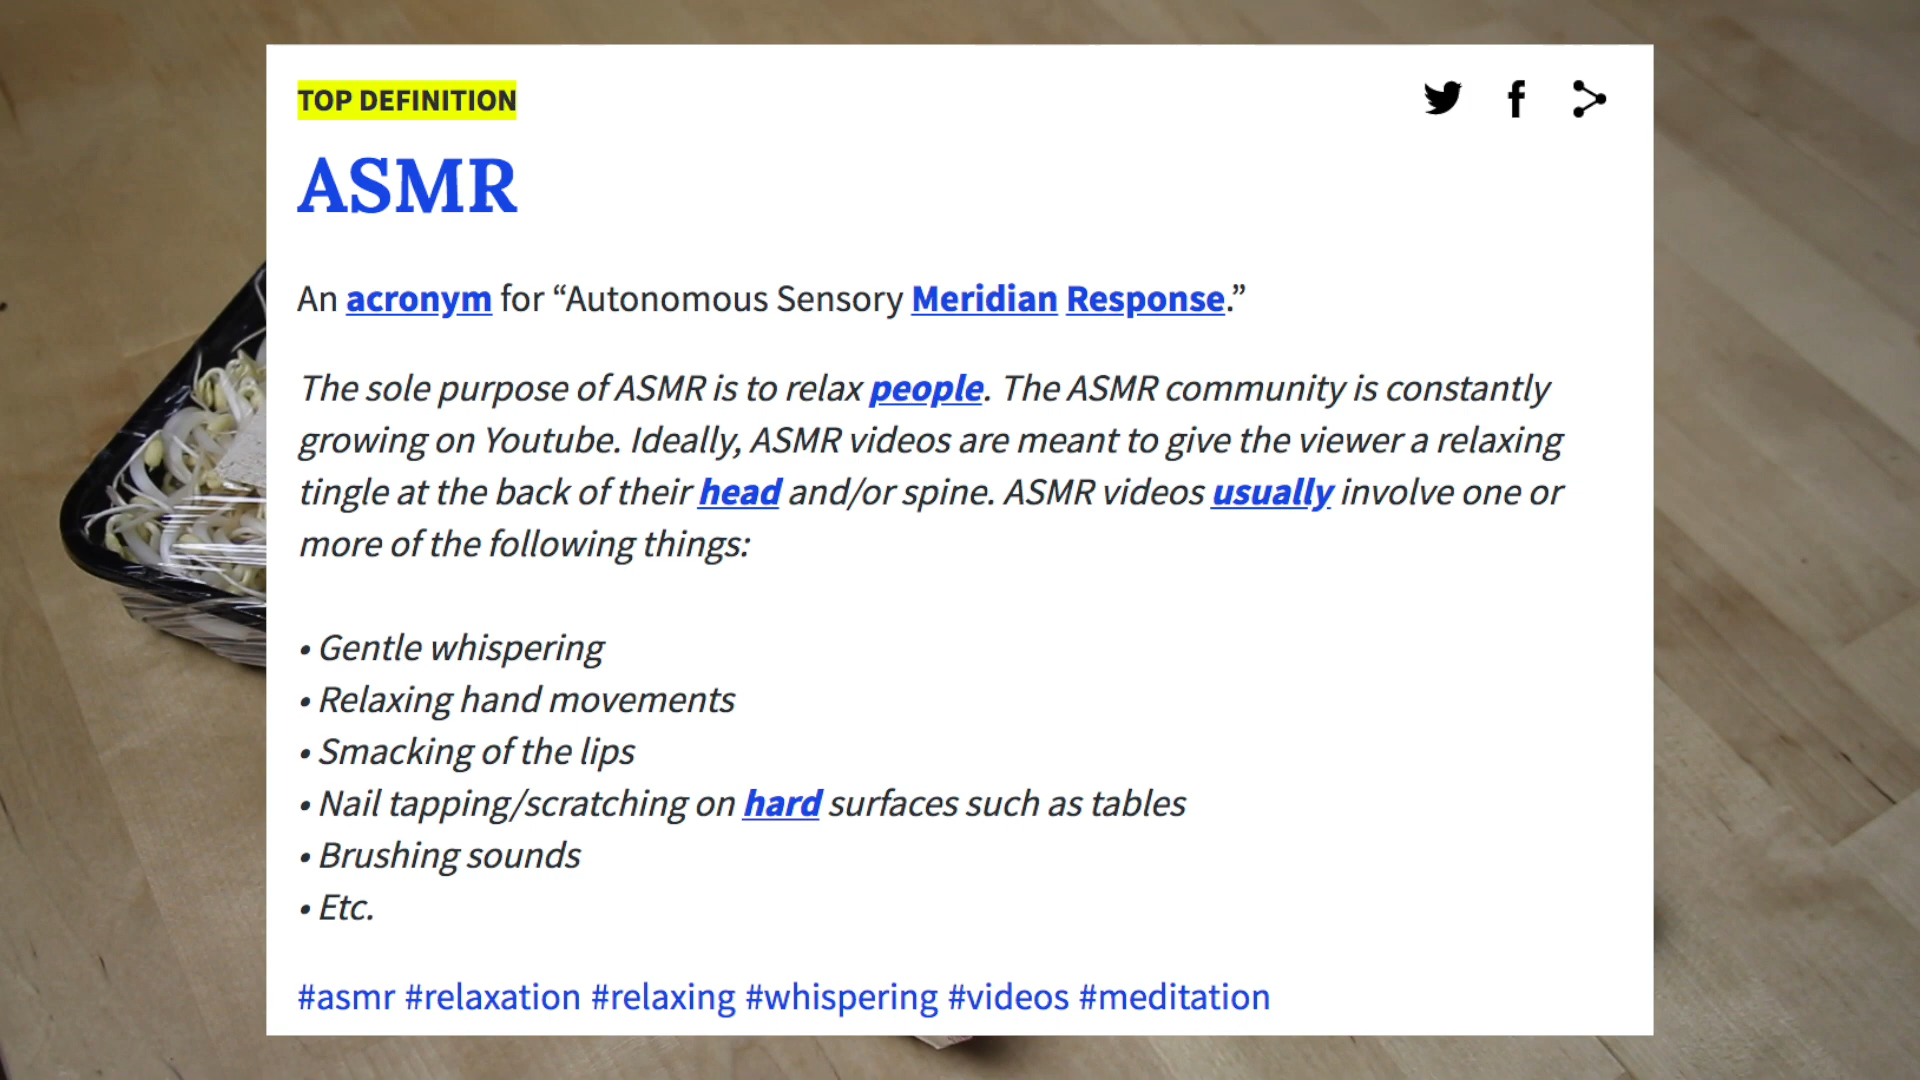 TOP DEFINITION
ASMR
An acronym for “Autonomous Sensory Meridian Response.”
The sole purpose of ASMR is to relax people. The ASMR community is constantly
growing on Youtube. Ideally, ASMR videos are meant to give the viewer a relaxing
tingle at the back of their head and/or spine. ASMR videos usually involve one or
more of the following things:
• Gentle whispering
• Relaxing hand movements
• Smacking of the lips
• Nail tapping/scratching on hard surfaces such as tables
• Brushing sounds
• Etc.
#asmr #relaxation #relaxing #whispering #videos #meditation